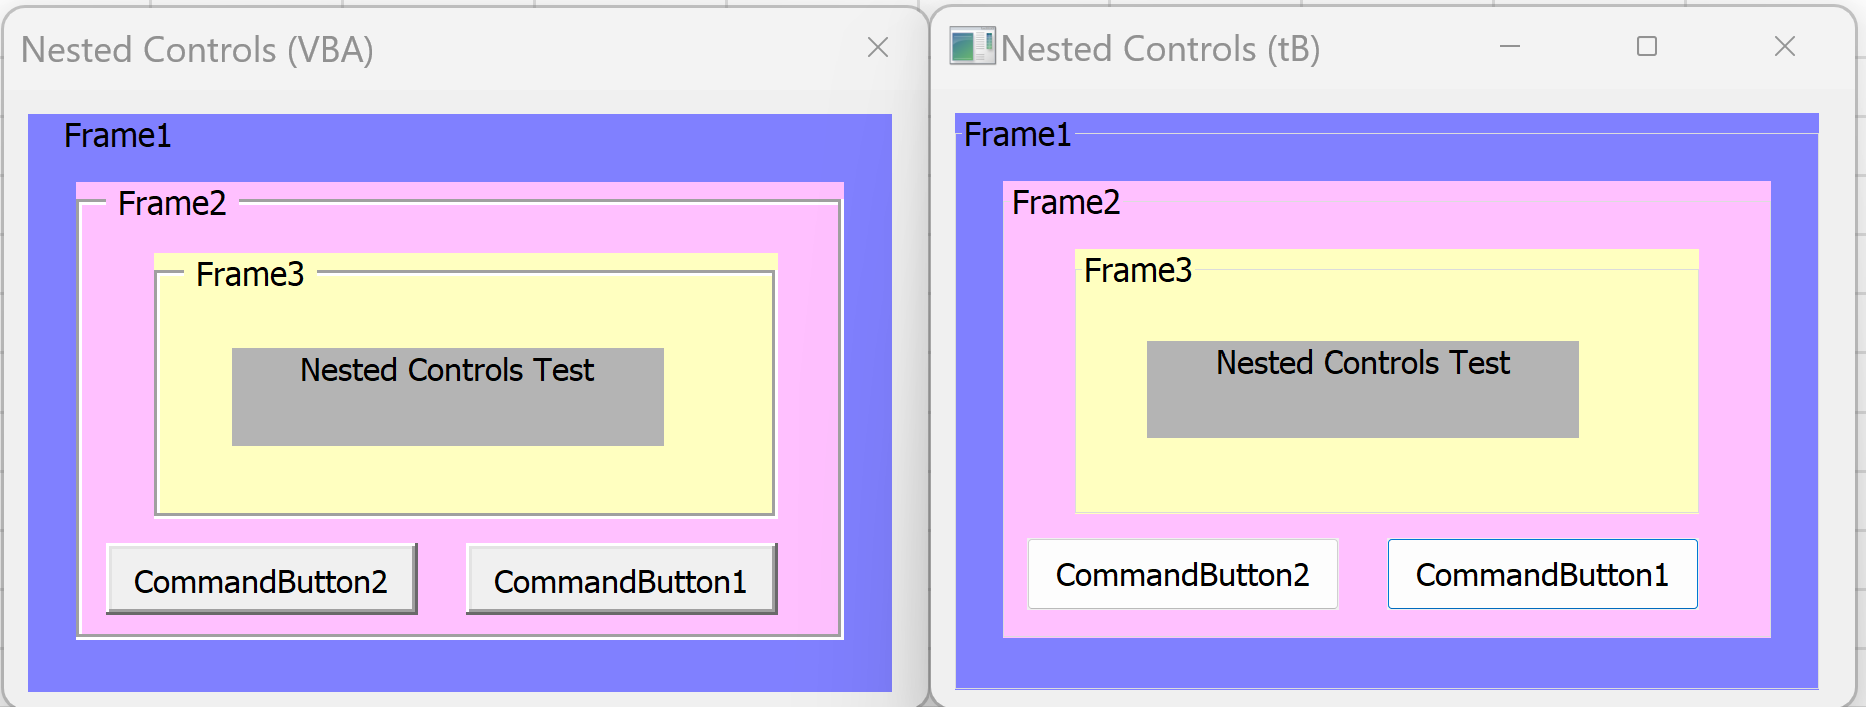 Nested Controls (VBA)
Frame1
Frame2
Frame3
Nested Controls Test
CommandButton2
CommandButton1
Nested Controls (tB)
Frame1
Frame2
Frame3
Nested Controls Test
CommandButton2
CommandButton1